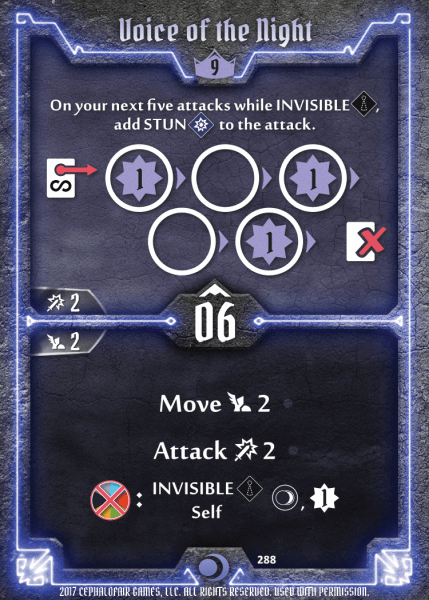 Voice of the Night
9
On your next five attacks while INVISIBLE,
add STUN to the attack.
1 1
1
2
06
2
Move 2
Attack 2
: INVISIBLE , 1
Self
288
2017 CEPHALOFAIR GAMES, LLC. ALL RIGHTS RESERVED. USED WITH PERMISSION.